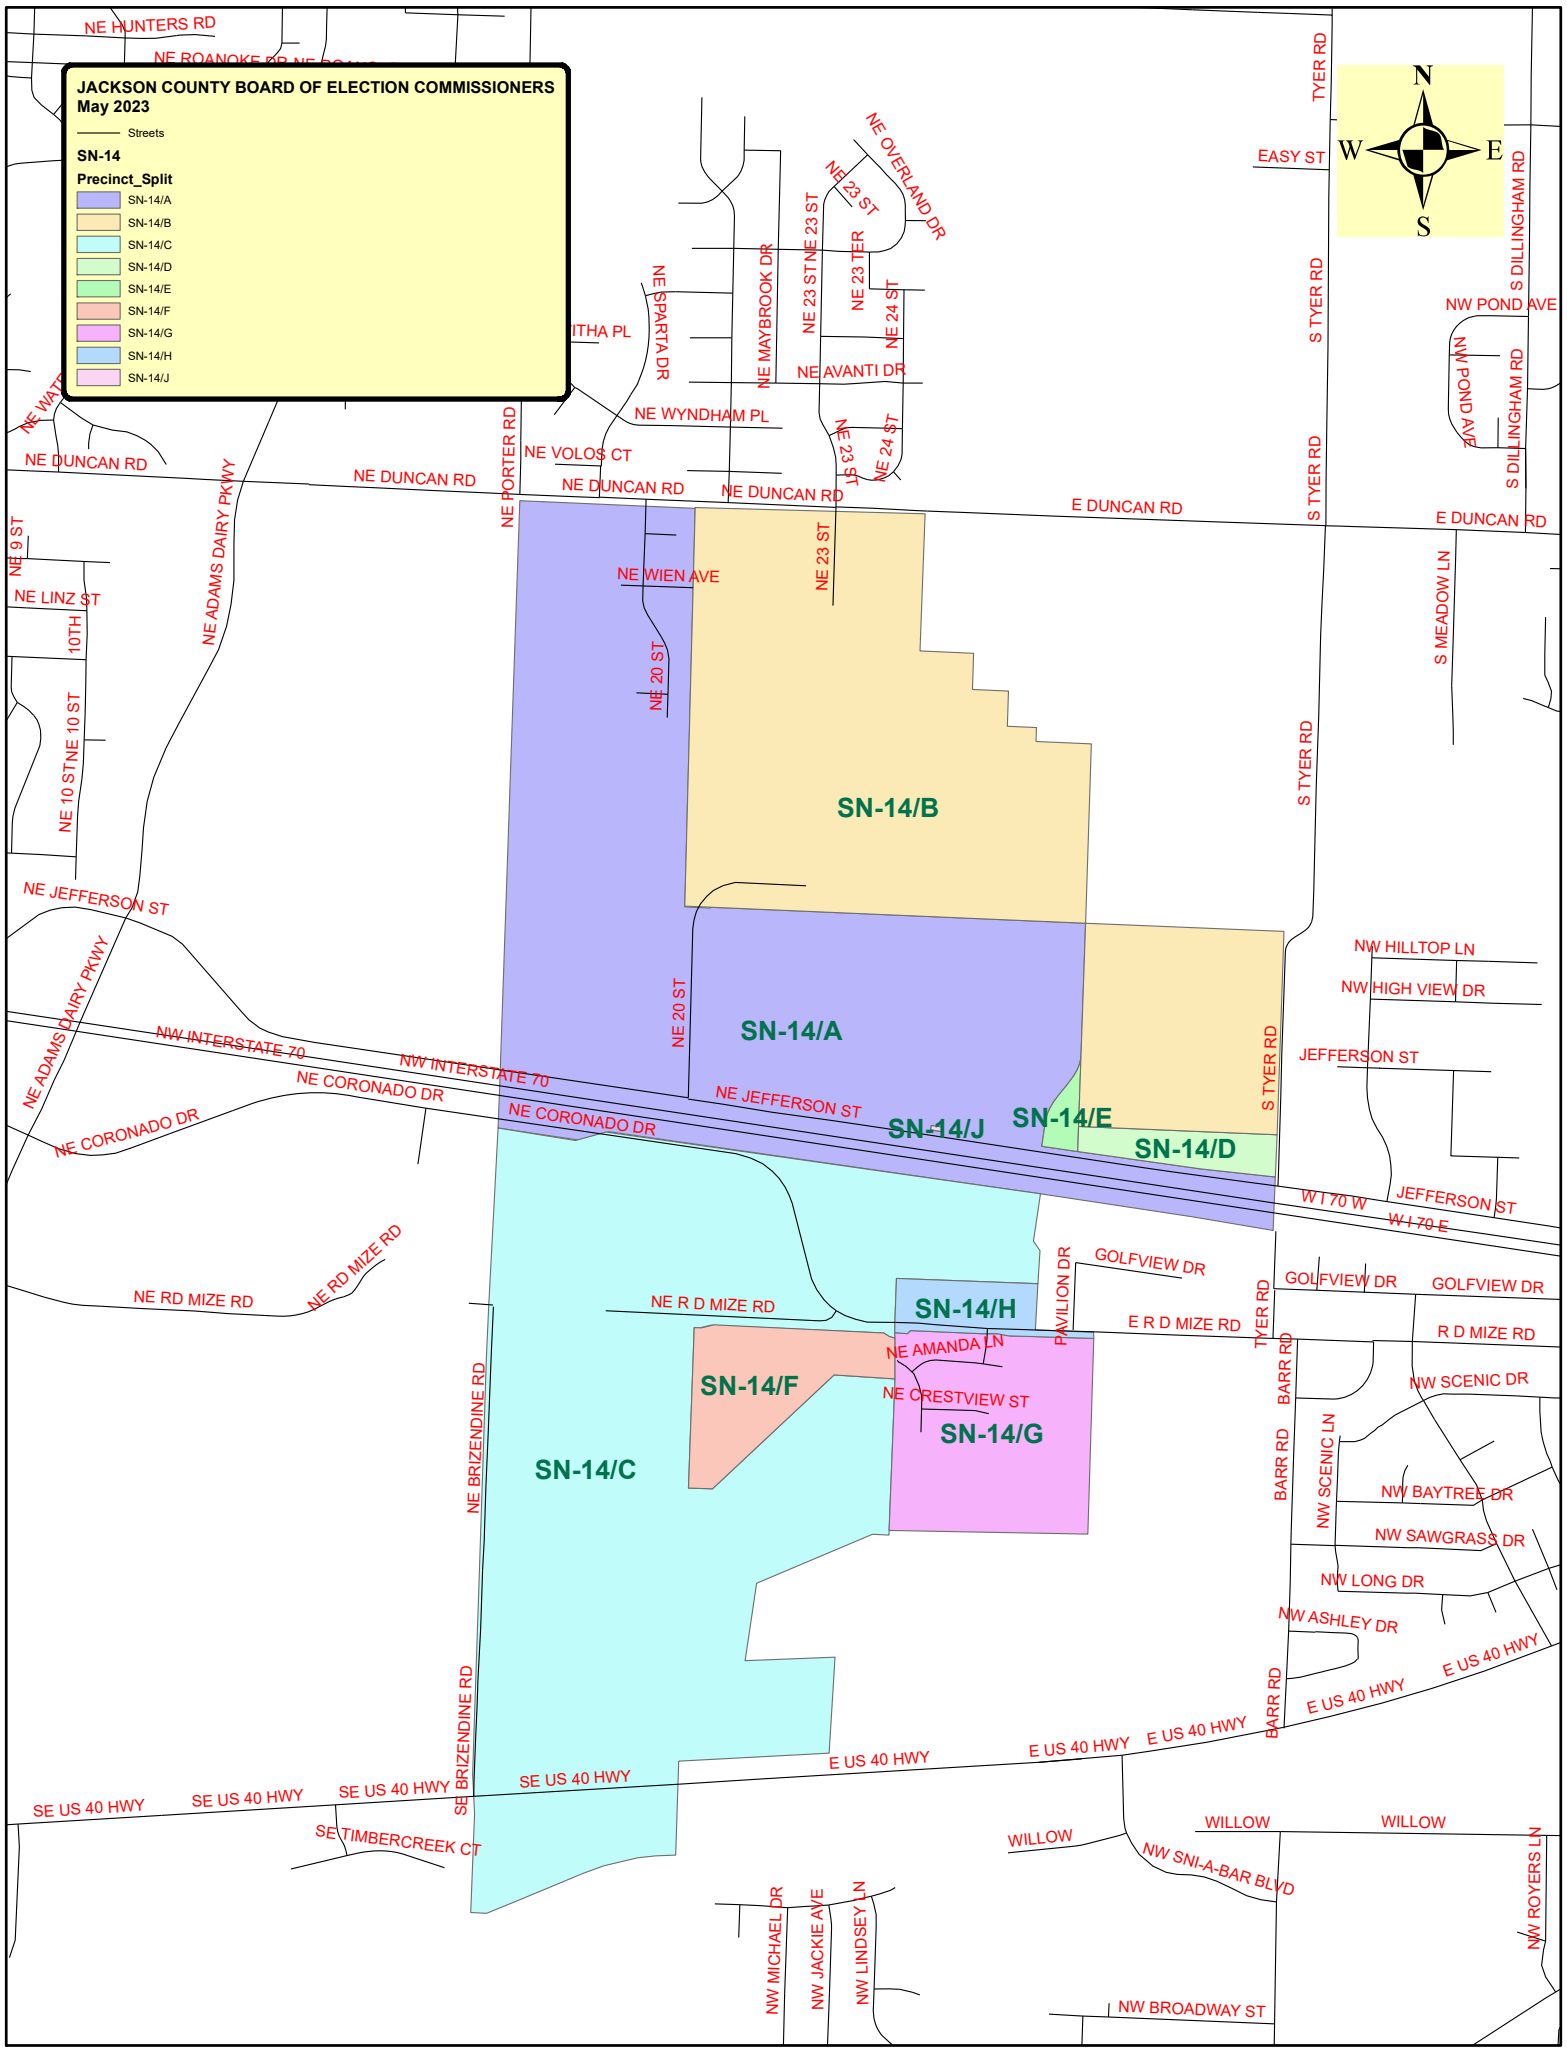 NE HUNTERS RD
NE ROANOKE DR
JACKSON COUNTY BOARD OF ELECTION COMMISSIONERS
May 2023
Streets
SN-14
Precinct_Split
SN-14/A
SN-14/B
SN-14/C
SN-14/D
SN-14/E
SN-14/F
SN-14/G
SN-14/H
SN-14/J
N
W
E
S
TYER RD
EASY ST
S DILLINGHAM RD
NE OVERLAND DR
NE 23 ST
NE 23 ST
NE 23 ST
NE 23 TER
NE 24 ST
NE MAYBROOK DR
NE SPARTA DR
S TYER RD
NW POND AVE
NW POND AVE
S DILLINGHAM RD
NE AVANTI DR
NE WYNDHAM PL
NE 23 ST
NE 24 ST
NE VOLOS CT
NE PORTER RD
S TYER RD
S DILLINGHAM RD
NE DUNCAN RD
NE DUNCAN RD
NE DUNCAN RD
NE DUNCAN RD
E DUNCAN RD
E DUNCAN RD
NE ADAMS DAIRY PKWY
NE 9 ST
NE LINZ ST
10TH
NE 10 ST
NE 10 ST
NE WIEN AVE
NE 23 ST
NE 20 ST
S MEADOW LN
S TYER RD
SN-14/B
NE JEFFERSON ST
NE ADAMS DAIRY PKWY
NW HILLTOP LN
NW HIGH VIEW DR
NE 20 ST
SN-14/A
NW INTERSTATE 70
NW INTERSTATE 70
S TYER RD
JEFFERSON ST
NE CORONADO DR
NE CORONADO DR
NE CORONADO DR
NE JEFFERSON ST
SN-14/J
SN-14/E
SN-14/D
W I 70 W
W I 70 E
JEFFERSON ST
NE RD MIZE RD
NE RD MIZE RD
NE R D MIZE RD
PAVILION DR
GOLFVIEW DR
GOLFVIEW DR
GOLFVIEW DR
SN-14/H
E R D MIZE RD
TYER RD
R D MIZE RD
NE AMANDA LN
SN-14/F
NE CRESTVIEW ST
SN-14/G
BARR RD
NW SCENIC DR
NE BRIZENDINE RD
SN-14/C
BARR RD
NW SCENIC LN
NW BAYTREE DR
NW SAWGRASS DR
NW LONG DR
NW ASHLEY DR
BARR RD
E US 40 HWY
E US 40 HWY
E US 40 HWY
E US 40 HWY
E US 40 HWY
SE BRIZENDINE RD
SE US 40 HWY
SE US 40 HWY
SE US 40 HWY
SE US 40 HWY
SE TIMBERCREEK CT
WILLOW
WILLOW
WILLOW
NW SNI-A-BAR BLVD
NW ROYERS LN
NW MICHAEL DR
NW JACKIE AVE
NW LINDSEY LN
NW BROADWAY ST